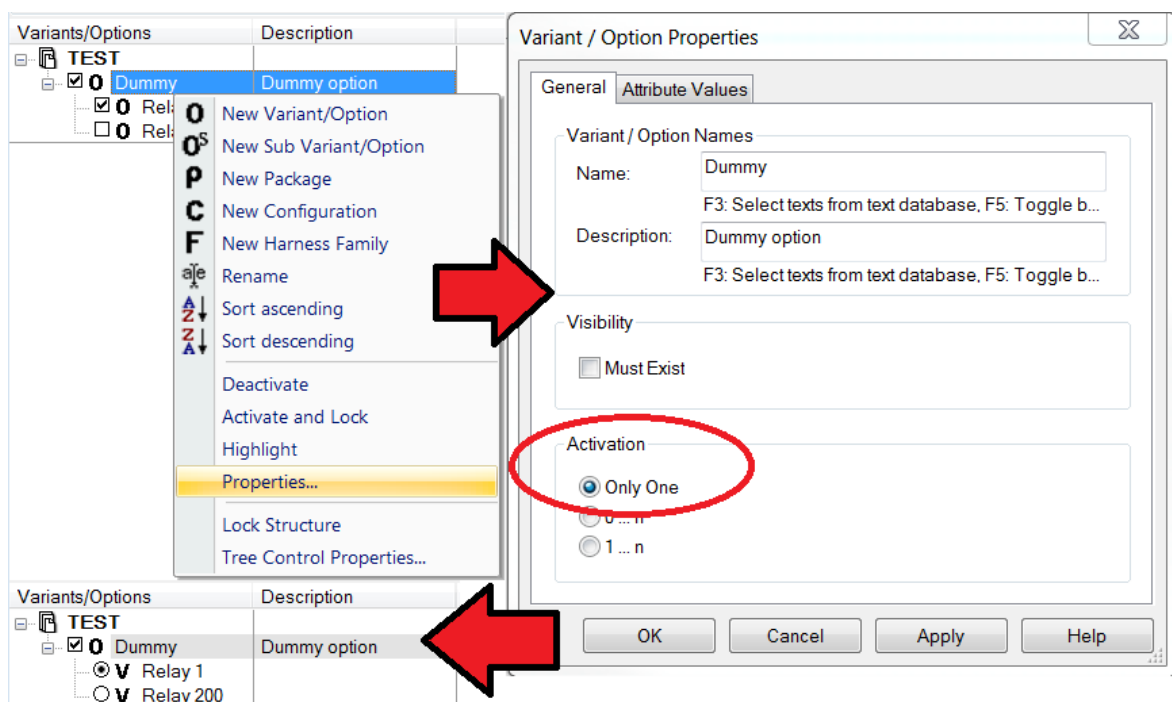 Variants/Options Description
TEST
O Dummy Dummy option
O Rel
O Rel
O New Variant/Option
OS New Sub Variant/Option
P New Package
C New Configuration
F New Harness Family
a|e Rename
A Z Sort ascending
Z A Sort descending
Deactivate
Activate and Lock
Highlight
Properties...
Lock Structure
Tree Control Properties...
Variants/Options Description
TEST
O Dummy Dummy option
V Relay 1
V Relay 200
Variant / Option Properties
General Attribute Values
Variant / Option Names
Name: Dummy
F3: Select texts from text database, F5: Toggle b...
Description: Dummy option
F3: Select texts from text database, F5: Toggle b...
Visibility
Must Exist
Activation
Only One
0 ... n
1 ... n
OK Cancel Apply Help